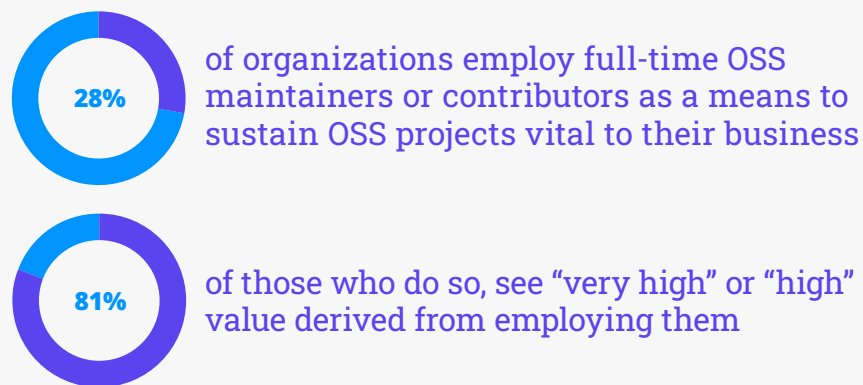 28%
of organizations employ full-time OSS
maintainers or contributors as a means to
sustain OSS projects vital to their business
81%
of those who do so, see “very high” or “high”
value derived from employing them